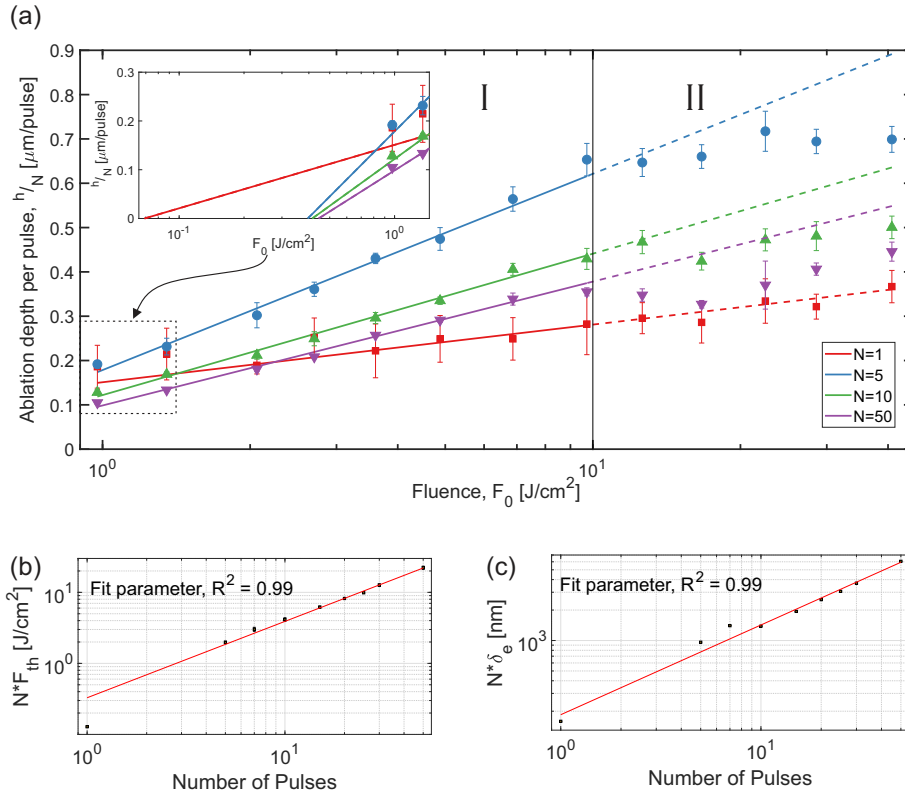 (a)
Ablation depth per pulse, h/N [μm/pulse]
0.9
0.8
0.7
0.6
0.5
0.4
0.3
0.2
0.1
0
I
II
h/N [μm/pulse]
0.3
0.2
0.1
0
10^-1
10^0
F_0 [J/cm^2]
N=1
N=5
N=10
N=50
10^0
10^1
Fluence, F_0 [J/cm^2]
(b)
Fit parameter, R^2 = 0.99
N*F_th [J/cm^2]
10^1
10^0
10^0
10^1
Number of Pulses
(c)
Fit parameter, R^2 = 0.99
N*δ_e [nm]
10^3
10^0
10^1
Number of Pulses